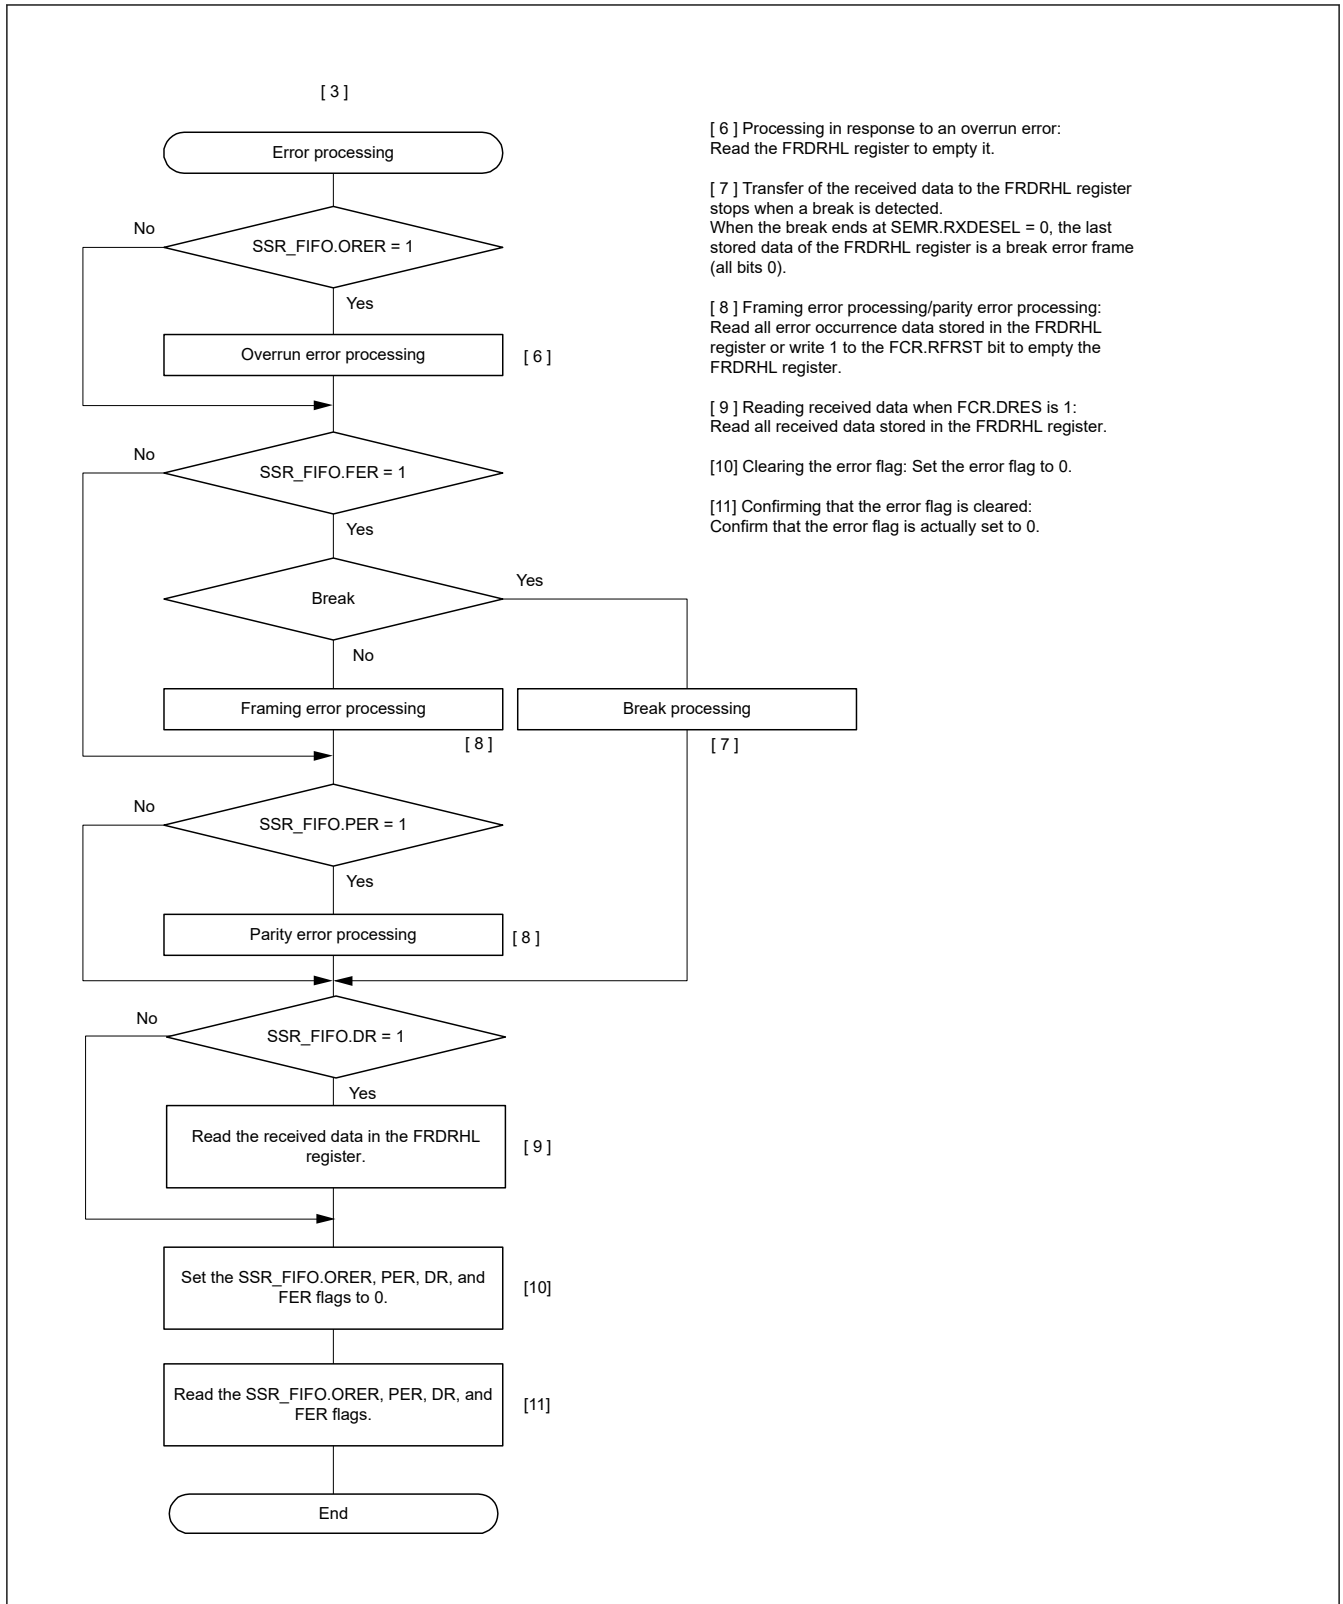 [ 3 ]
Error processing
No
SSR_FIFO.ORER = 1
Yes
Overrun error processing
[ 6 ]
No
SSR_FIFO.FER = 1
Yes
Break
Yes
No
Framing error processing
[ 8 ]
Break processing
[ 7 ]
No
SSR_FIFO.PER = 1
Yes
Parity error processing
[ 8 ]
No
SSR_FIFO.DR = 1
Yes
Read the received data in the FRDRHL
register.
[ 9 ]
Set the SSR_FIFO.ORER, PER, DR, and
FER flags to 0.
[10]
Read the SSR_FIFO.ORER, PER, DR, and
FER flags.
[11]
End
[ 6 ] Processing in response to an overrun error:
Read the FRDRHL register to empty it.
[ 7 ] Transfer of the received data to the FRDRHL register
stops when a break is detected.
When the break ends at SEMR.RXDESEL = 0, the last
stored data of the FRDRHL register is a break error frame
(all bits 0).
[ 8 ] Framing error processing/parity error processing:
Read all error occurrence data stored in the FRDRHL
register or write 1 to the FCR.RFRST bit to empty the
FRDRHL register.
[ 9 ] Reading received data when FCR.DRES is 1:
Read all received data stored in the FRDRHL register.
[10] Clearing the error flag: Set the error flag to 0.
[11] Confirming that the error flag is cleared:
Confirm that the error flag is actually set to 0.